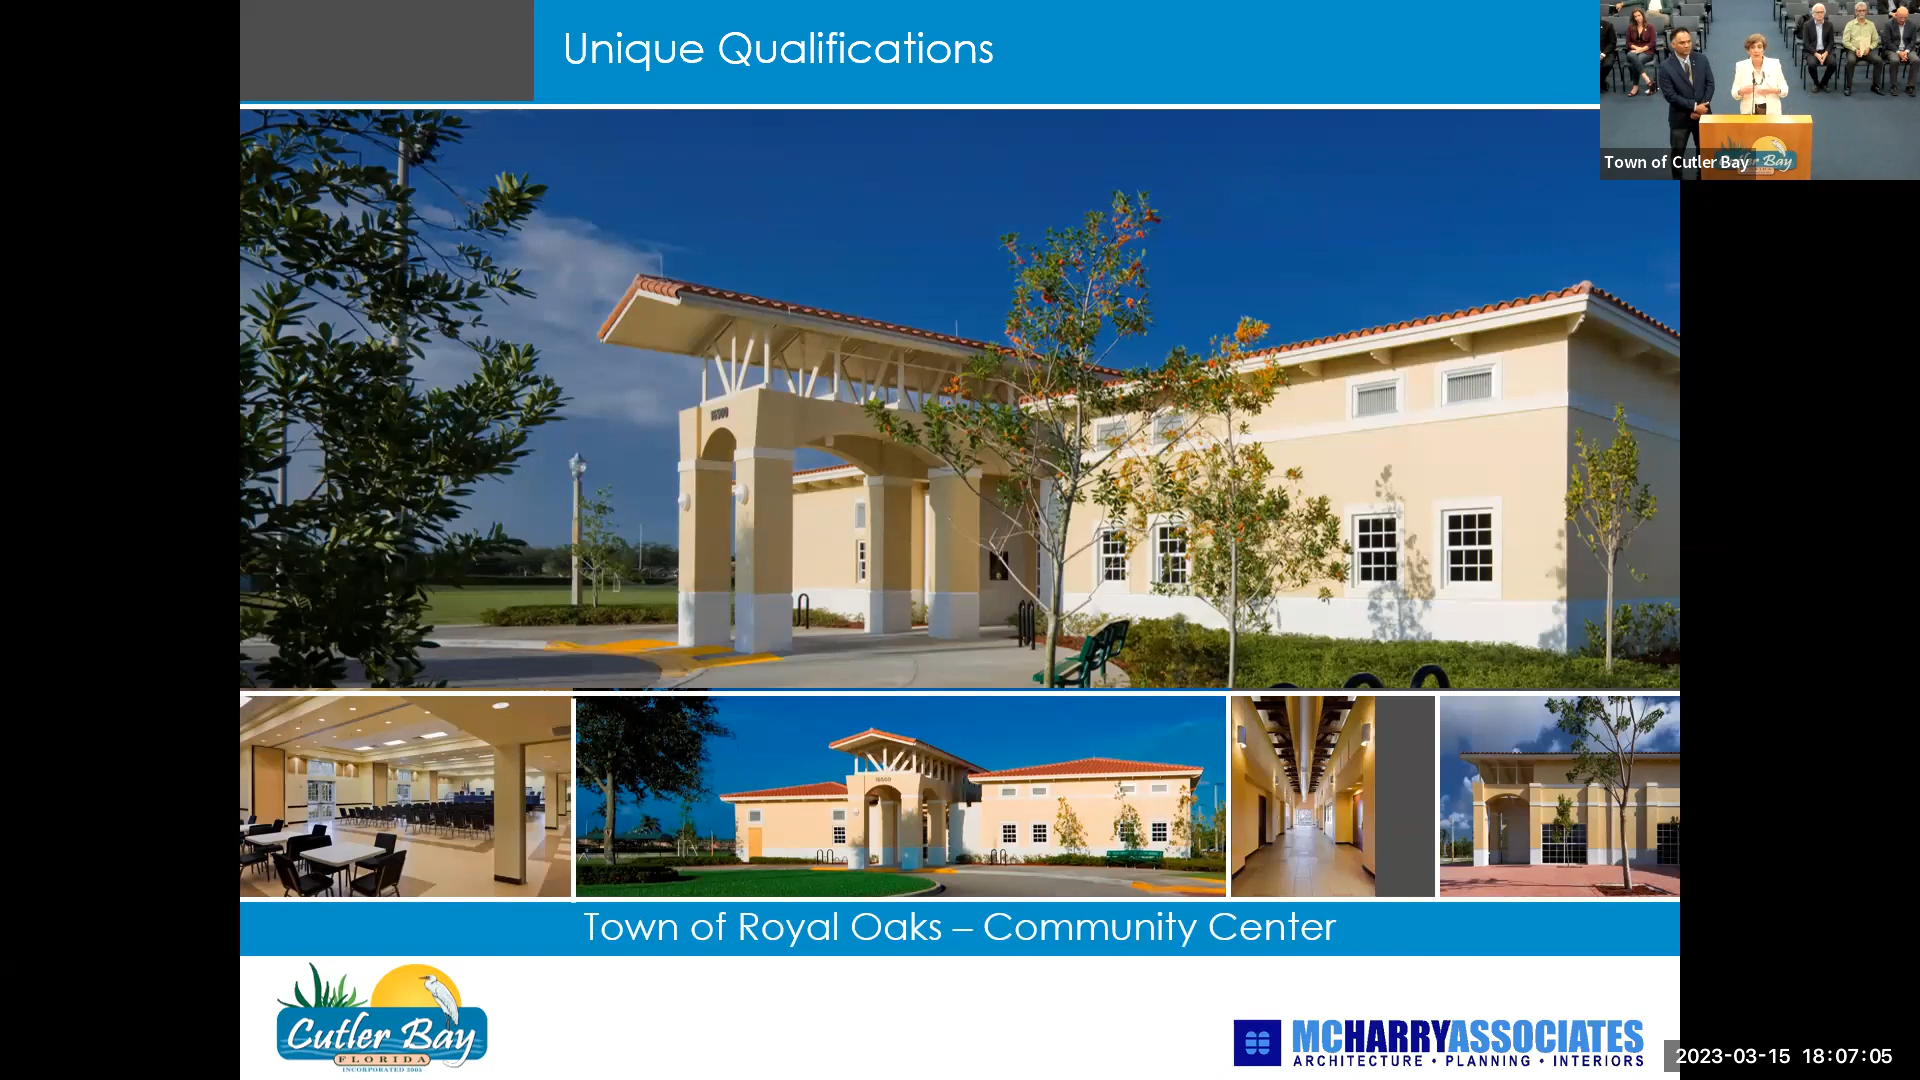 Unique Qualifications
Town of Cutler Bay
16500
Town of Royal Oaks – Community Center
Cutler Bay
FLORIDA
INCORPORATED 2005
MCHARRYASSOCIATES
ARCHITECTURE • PLANNING • INTERIORS
2023-03-15 18:07:05